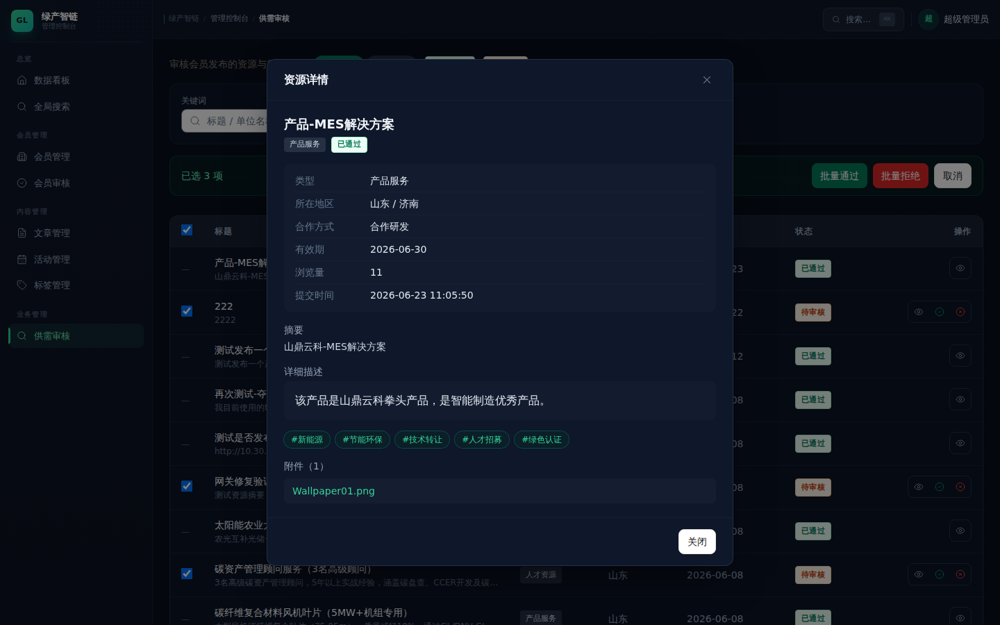 GL
绿产智链
管理控制台
绿产智链 / 管理控制台 / 供需审核
搜索...
⌘K
超
超级管理员
总览
数据看板
全局搜索
会员管理
会员管理
会员审核
内容管理
文章管理
活动管理
标签管理
业务管理
供需审核
审核会员发布的资源与
关键词
标题 / 单位名
已选 3 项
批量通过
批量拒绝
取消
标题
状态
操作
产品-MES解
山鼎云科-MES
23
已通过
222
2222
22
待审核
测试发布一个
测试发布一个
12
已通过
再次测试-夺
我目前使用的
08
已通过
测试是否发布
http://10.30.
08
已通过
网关修复验证
测试资源摘要
08
待审核
太阳能农业大
农光互补光储
08
已通过
碳资产管理顾问服务（3名高级顾问）
3名高级碳资产管理顾问，5年以上实战经验，涵盖碳盘查、CCER开发及碳...
人才资源
山东
2026-06-08
待审核
碳纤维复合材料风机叶片（5MW+机组专用）
产品服务
山东
2026-06-08
已通过
资源详情
产品-MES解决方案
产品服务
已通过
类型 产品服务
所在地区 山东 / 济南
合作方式 合作研发
有效期 2026-06-30
浏览量 11
提交时间 2026-06-23 11:05:50
摘要
山鼎云科-MES解决方案
详细描述
该产品是山鼎云科拳头产品，是智能制造优秀产品。
#新能源 #节能环保 #技术转让 #人才招募 #绿色认证
附件（1）
Wallpaper01.png
关闭